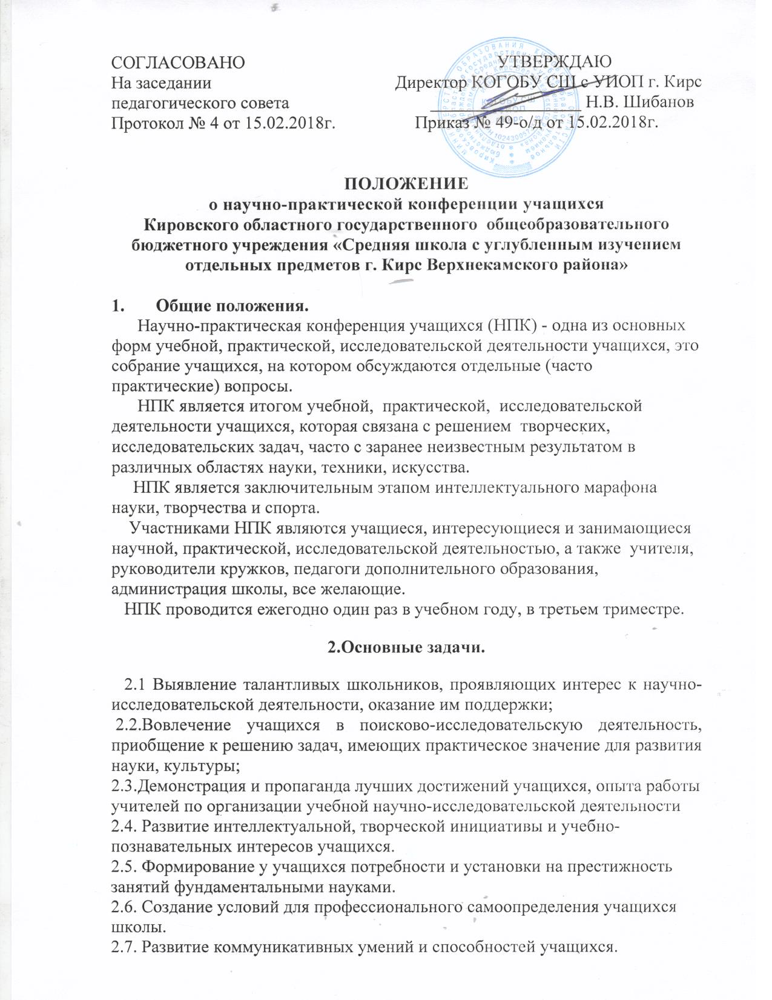 СОГЛАСОВАНО
На заседании
педагогического совета
Протокол № 4 от 15.02.2018г.
УТВЕРЖДАЮ
Директор КОГОБУ СШ с УИОП г. Кирс
Н.В. Шибанов
Приказ № 49-о/д от 15.02.2018г.
ПОЛОЖЕНИЕ
о научно-практической конференции учащихся
Кировского областного государственного общеобразовательного
бюджетного учреждения «Средняя школа с углубленным изучением
отдельных предметов г. Кирс Верхнекамского района»
1. Общие положения.
Научно-практическая конференция учащихся (НПК) - одна из основных
форм учебной, практической, исследовательской деятельности учащихся, это
собрание учащихся, на котором обсуждаются отдельные (часто
практические) вопросы.
НПК является итогом учебной, практической, исследовательской
деятельности учащихся, которая связана с решением творческих,
исследовательских задач, часто с заранее неизвестным результатом в
различных областях науки, техники, искусства.
НПК является заключительным этапом интеллектуального марафона
науки, творчества и спорта.
Участниками НПК являются учащиеся, интересующиеся и занимающиеся
научной, практической, исследовательской деятельностью, а также учителя,
руководители кружков, педагоги дополнительного образования,
администрация школы, все желающие.
НПК проводится ежегодно один раз в учебном году, в третьем триместре.
2.Основные задачи.
2.1 Выявление талантливых школьников, проявляющих интерес к научно-
исследовательской деятельности, оказание им поддержки;
2.2.Вовлечение учащихся в поисково-исследовательскую деятельность,
приобщение к решению задач, имеющих практическое значение для развития
науки, культуры;
2.3.Демонстрация и пропаганда лучших достижений учащихся, опыта работы
учителей по организации учебной научно-исследовательской деятельности
2.4. Развитие интеллектуальной, творческой инициативы и учебно-
познавательных интересов учащихся.
2.5. Формирование у учащихся потребности и установки на престижность
занятий фундаментальными науками.
2.6. Создание условий для профессионального самоопределения учащихся
школы.
2.7. Развитие коммуникативных умений и способностей учащихся.